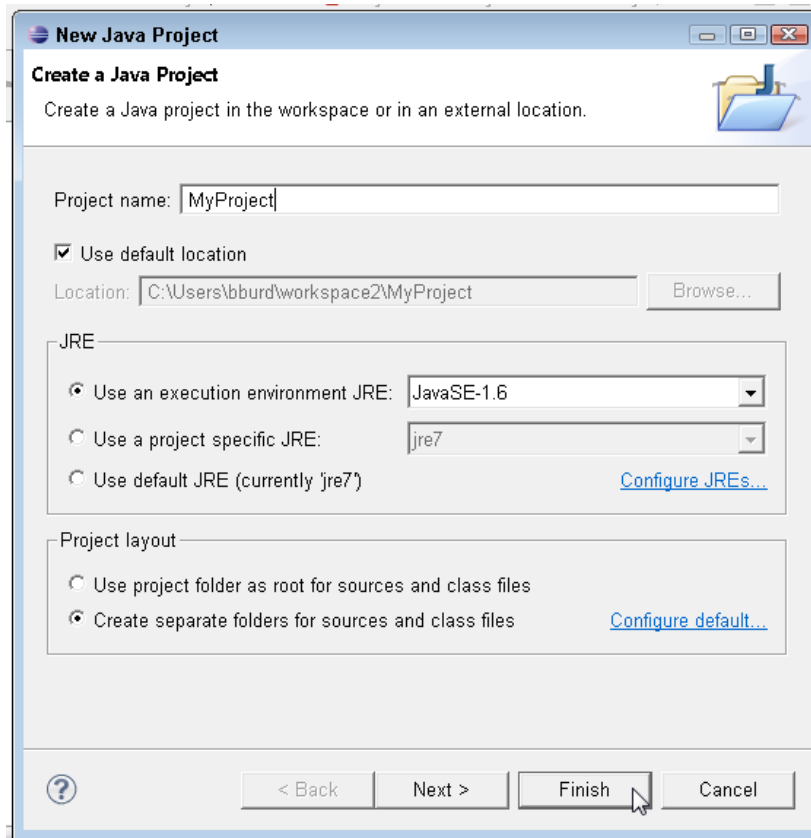 New Java Project
Create a Java Project
Create a Java project in the workspace or in an external location.
Project name: MyProject
Use default location
Location: C:\Users\bburd\workspace2\MyProject Browse...
JRE
Use an execution environment JRE: JavaSE-1.6
Use a project specific JRE: jre7
Use default JRE (currently 'jre7') Configure JREs...
Project layout
Use project folder as root for sources and class files
Create separate folders for sources and class files Configure default...
? < Back Next > Finish Cancel